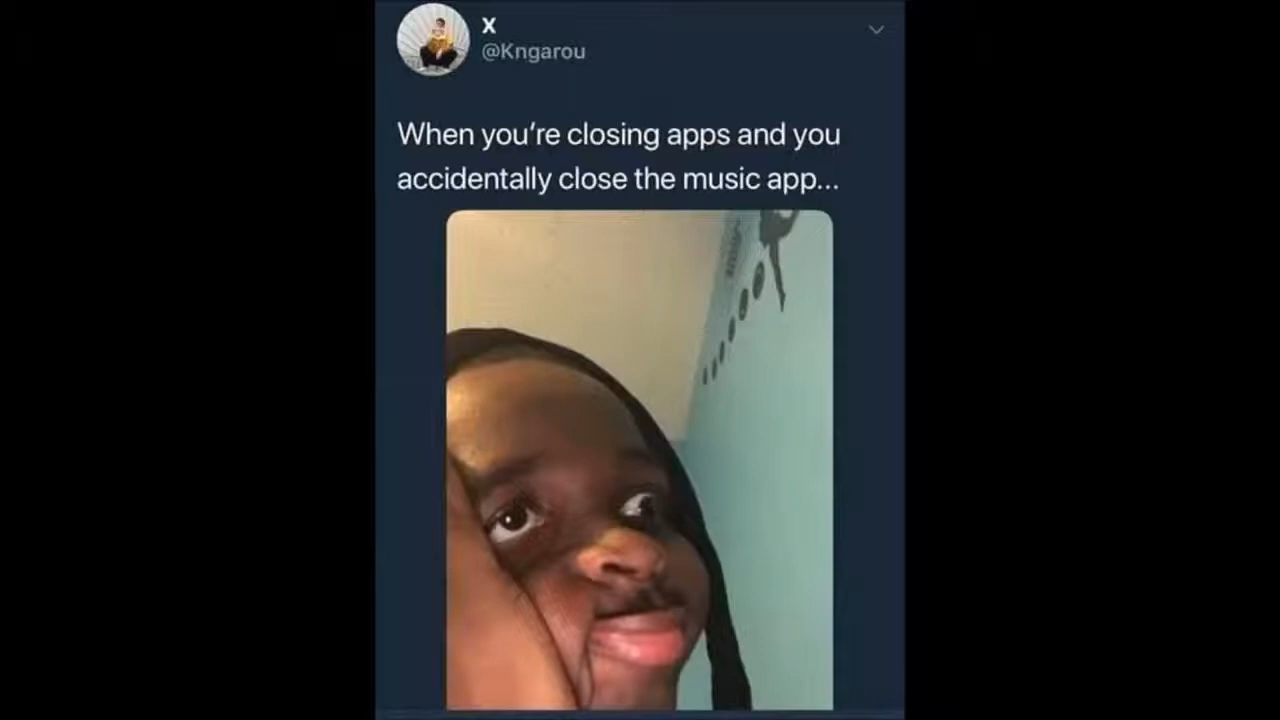 X
@Kngarou
When you’re closing apps and you
accidentally close the music app...